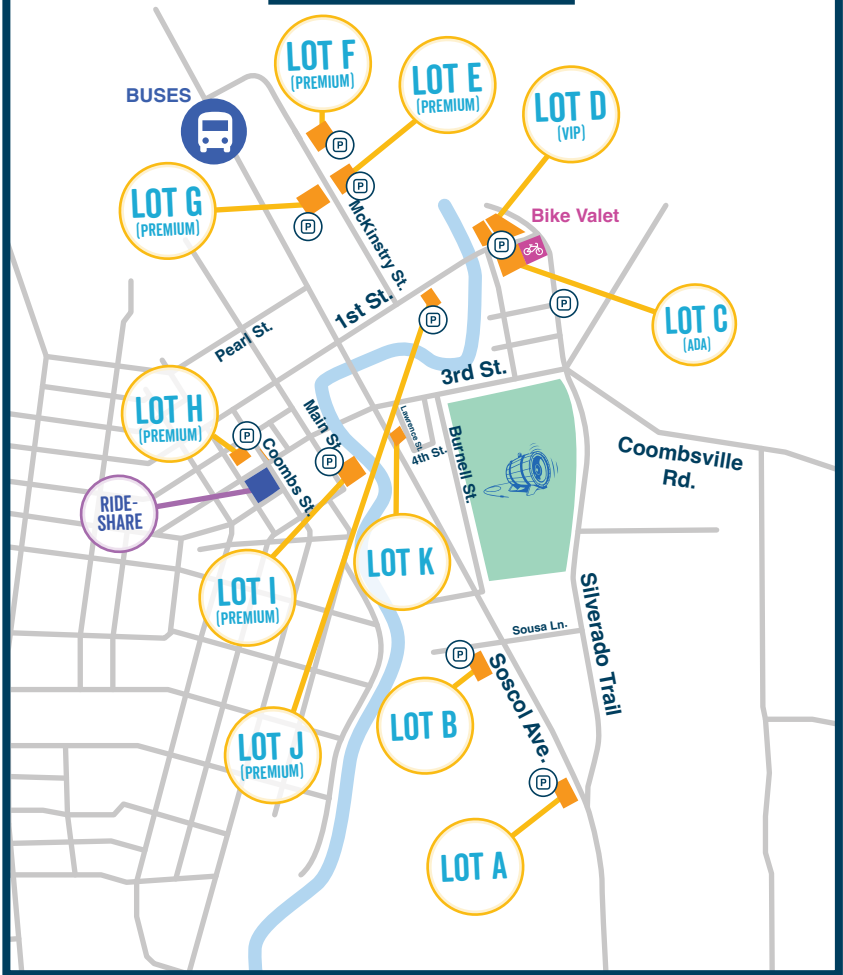 LOT F
(PREMIUM)
LOT E
(PREMIUM)
BUSES
LOT D
(VIP)
P
P
LOT G
(PREMIUM)
P
McKinstry St.
Bike Valet
P
1st St.
P
P
LOT C
(ADA)
Pearl St.
3rd St.
LOT H
(PREMIUM)
P
Main St.
Lawrence St.
4th St.
Burnell St.
Coombs St.
P
Coombsville
Rd.
RIDE-
SHARE
LOT K
LOT I
(PREMIUM)
Silverado Trail
Sousa Ln.
P
Soscol Ave.
LOT B
LOT J
(PREMIUM)
P
LOT A